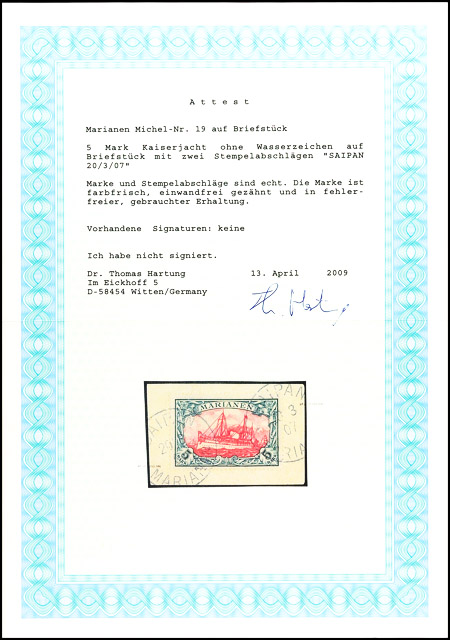 Attest
Marianen Michel-Nr. 19 auf Briefstück
5 Mark Kaiserjacht ohne Wasserzeichen auf
Briefstück mit zwei Stempelabschlägen "SAIPAN
20/3/07"
Marke und Stempelabschläge sind echt. Die Marke ist
farbfrisch, einwandfrei gezähnt und in fehler-
freier, gebrauchter Erhaltung.
Vorhandene Signaturen: keine
Ich habe nicht signiert.
Dr. Thomas Hartung 13. April 2009
Im Eickhoff 5
D-58454 Witten/Germany
Th. Hartung
MARIANEN
5 5